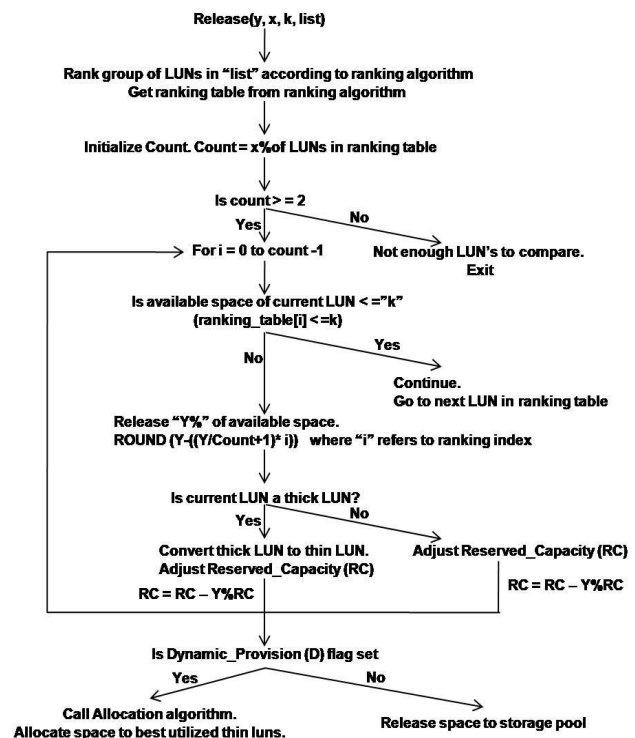 Release(y, x, k, list)
Rank group of LUNs in “list” according to ranking algorithm
Get ranking table from ranking algorithm
Initialize Count. Count = x%of LUNs in ranking table
Is count > = 2
No
Yes
For i = 0 to count -1
Not enough LUN’s to compare.
Exit
Is available space of current LUN < =”k”
(ranking_table[i] <=k)
Yes
No
Continue.
Go to next LUN in ranking table
Release “Y%” of available space.
ROUND (Y-((Y/Count+1)* i)) where “i” refers to ranking index
Is current LUN a thick LUN?
No
Yes
Convert thick LUN to thin LUN.
Adjust Reserved_Capacity (RC)
Adjust Reserved_Capacity (RC)
RC = RC – Y%RC
RC = RC – Y%RC
Is Dynamic_Provision (D) flag set
Yes
No
Call Allocation algorithm.
Allocate space to best utilized thin luns.
Release space to storage pool